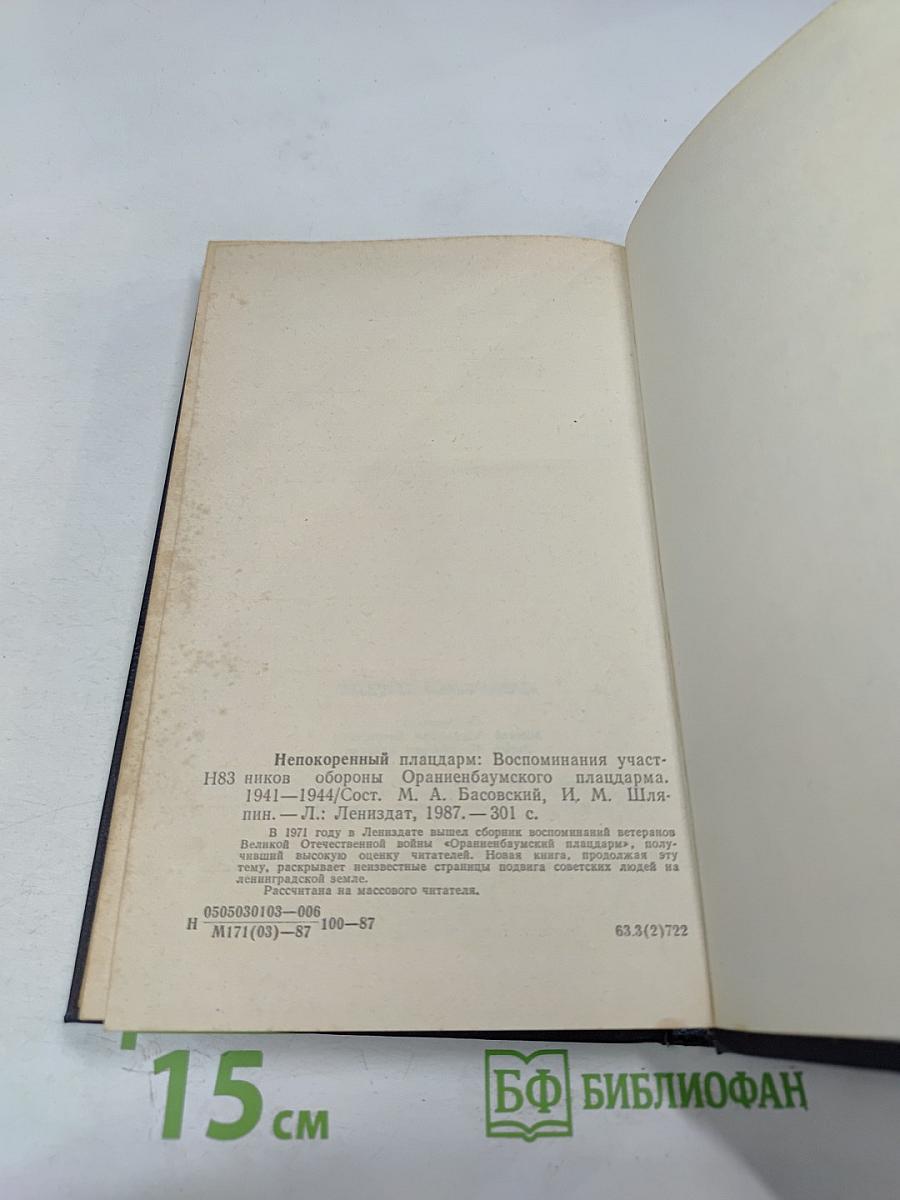 Непокоренный плацдарм: Воспоминания участ-
Н83 ников обороны Ораниенбаумского плацдарма.
1941—1944/Сост. М. А. Басовский, И. М. Шля-
пин. — Л.: Лениздат, 1987. — 301 с.
В 1971 году в Лениздате вышел сборник воспоминаний ветеранов
Великой Отечественной войны «Ораниенбаумский плацдарм», полу-
чивший высокую оценку читателей. Новая книга, продолжая эту
тему, раскрывает неизвестные страницы подвига советских людей на
ленинградской земле.
Рассчитана на массового читателя.
0505030103—006
Н 100—87
М171(03)—87
63.3(2)722
15 см
БФ БИБЛИОФАН